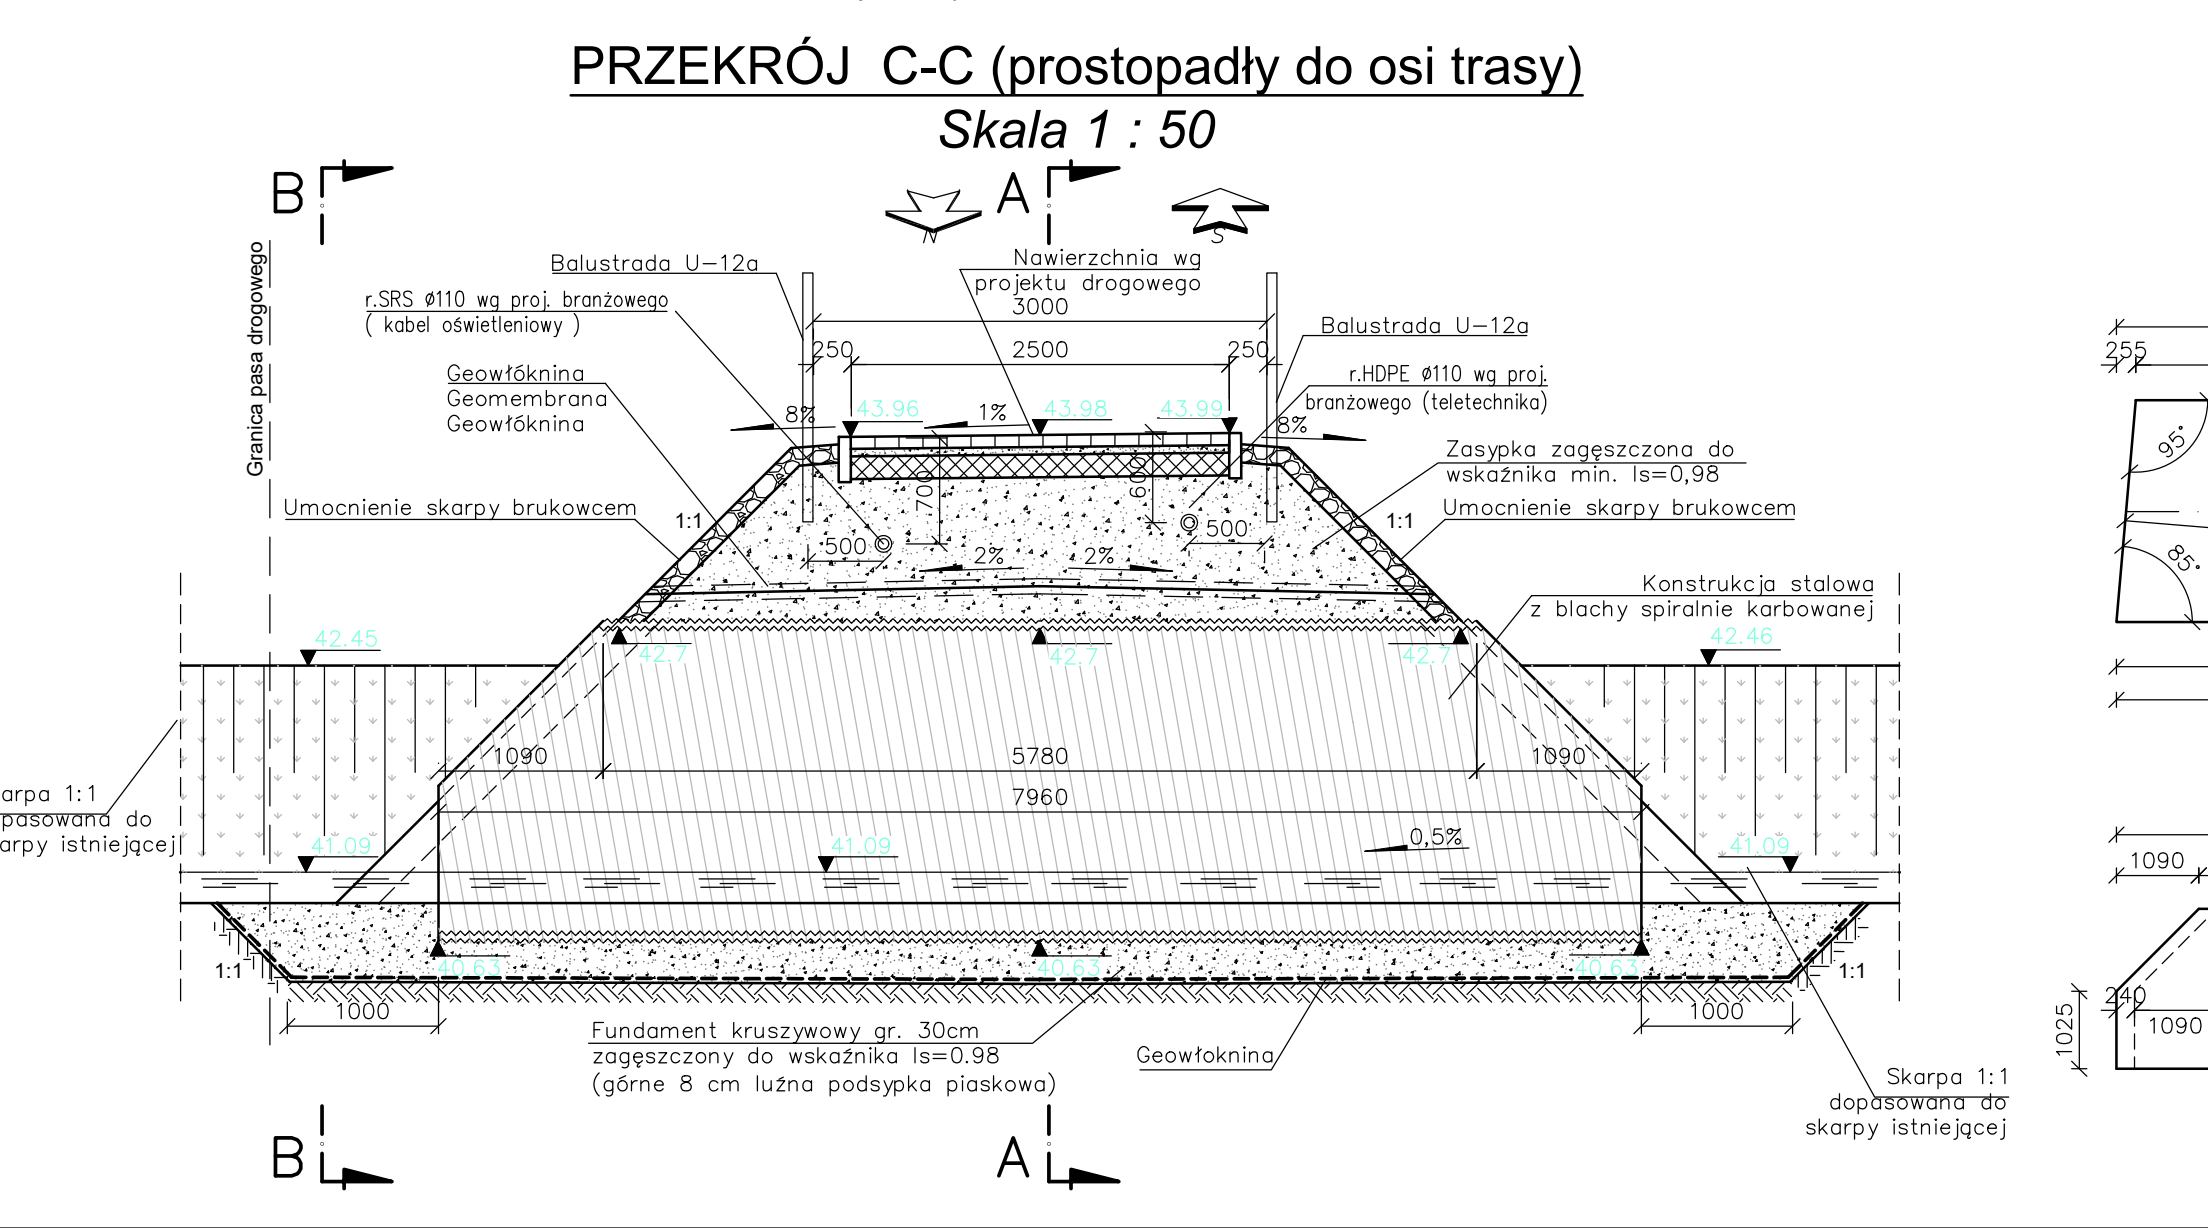 PRZEKRÓJ C-C (prostopadły do osi trasy)
Skala 1 : 50
B
A
N
S
Granica pasa drogowego
Balustrada U-12a
r.SRS ø110 wg proj. branżowego
( kabel oświetleniowy )
Nawierzchnia wg
projektu drogowego
3000
250
2500
250
Balustrada U-12a
r.HDPE ø110 wg proj.
branżowego (teletechnika)
Geowłóknina
Geomembrana
Geowłóknina
8%
43.96
1%
43.98
43.99
8%
Zasypka zagęszczona do
wskaźnika min. Is=0,98
Umocnienie skarpy brukowcem
1:1
700
600
500
500
1:1
Umocnienie skarpy brukowcem
2%
2%
Konstrukcja stalowa
z blachy spiralnie karbowanej
42.45
42.7
42.7
42.7
42.46
1090
5780
1090
7960
arpa 1:1
pasowana do
arpy istniejącej
41.09
41.09
0,5%
41.09
1:1
40.63
40.63
40.63
1:1
1000
1000
Fundament kruszywowy gr. 30cm
zagęszczony do wskaźnika Is=0.98
(górne 8 cm luźna podsypka piaskowa)
Geowłoknina
Skarpa 1:1
dopasowana do
skarpy istniejącej
B
A
255
95°
85°
1090
240
1025
1090